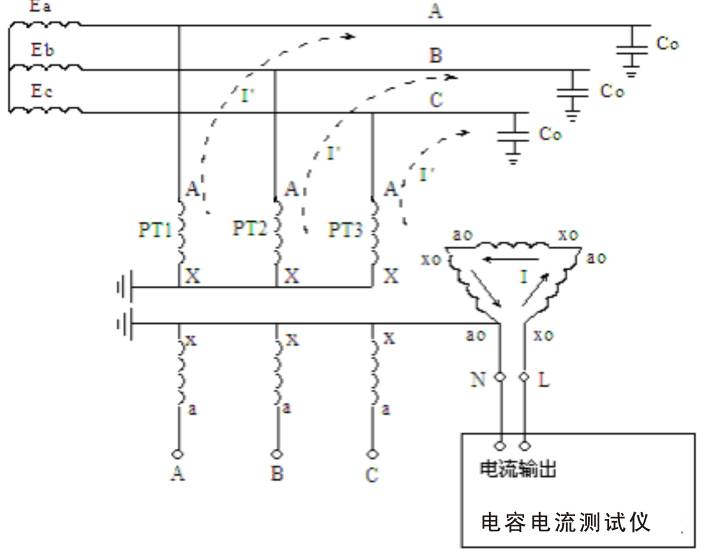 Ea
A
Co
Eb
B
Co
Ec
C
Co
I'
I'
I'
A
A
A
PT1
PT2
PT3
X
X
X
ao
xo
xo
ao
I
ao
xo
x
x
x
a
a
a
N
L
A
B
C
电流输出
电容电流测试仪